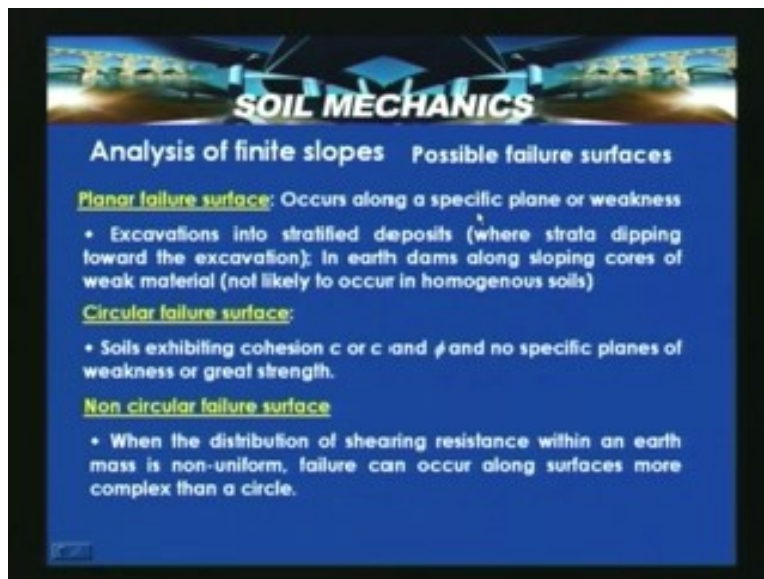 SOIL MECHANICS
Analysis of finite slopes Possible failure surfaces
Planar failure surface: Occurs along a specific plane or weakness
• Excavations into stratified deposits (where strata dipping
toward the excavation); In earth dams along sloping cores of
weak material (not likely to occur in homogenous soils)
Circular failure surface:
• Soils exhibiting cohesion c or c and ϕ and no specific planes of
weakness or great strength.
Non circular failure surface
• When the distribution of shearing resistance within an earth
mass is non-uniform, failure can occur along surfaces more
complex than a circle.